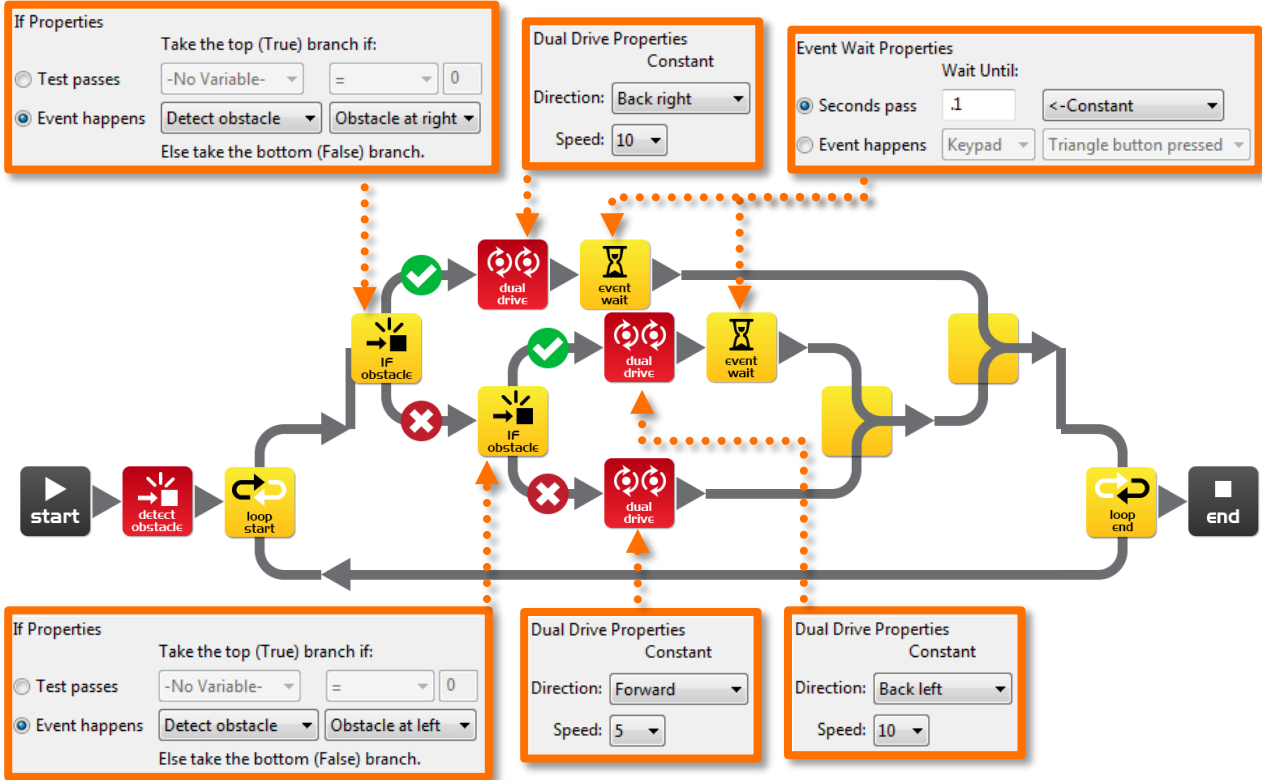 If Properties
Take the top (True) branch if:
Test passes -No Variable- = 0
Event happens Detect obstacle Obstacle at right
Else take the bottom (False) branch.
Dual Drive Properties
Constant
Direction: Back right
Speed: 10
Event Wait Properties
Wait Until:
Seconds pass .1 <-Constant
Event happens Keypad Triangle button pressed
dual
drive
event
wait
IF
obstacle
dual
drive
event
wait
IF
obstacle
start
detect
obstacle
loop
start
dual
drive
loop
end
end
If Properties
Take the top (True) branch if:
Test passes -No Variable- = 0
Event happens Detect obstacle Obstacle at left
Else take the bottom (False) branch.
Dual Drive Properties
Constant
Direction: Forward
Speed: 5
Dual Drive Properties
Constant
Direction: Back left
Speed: 10